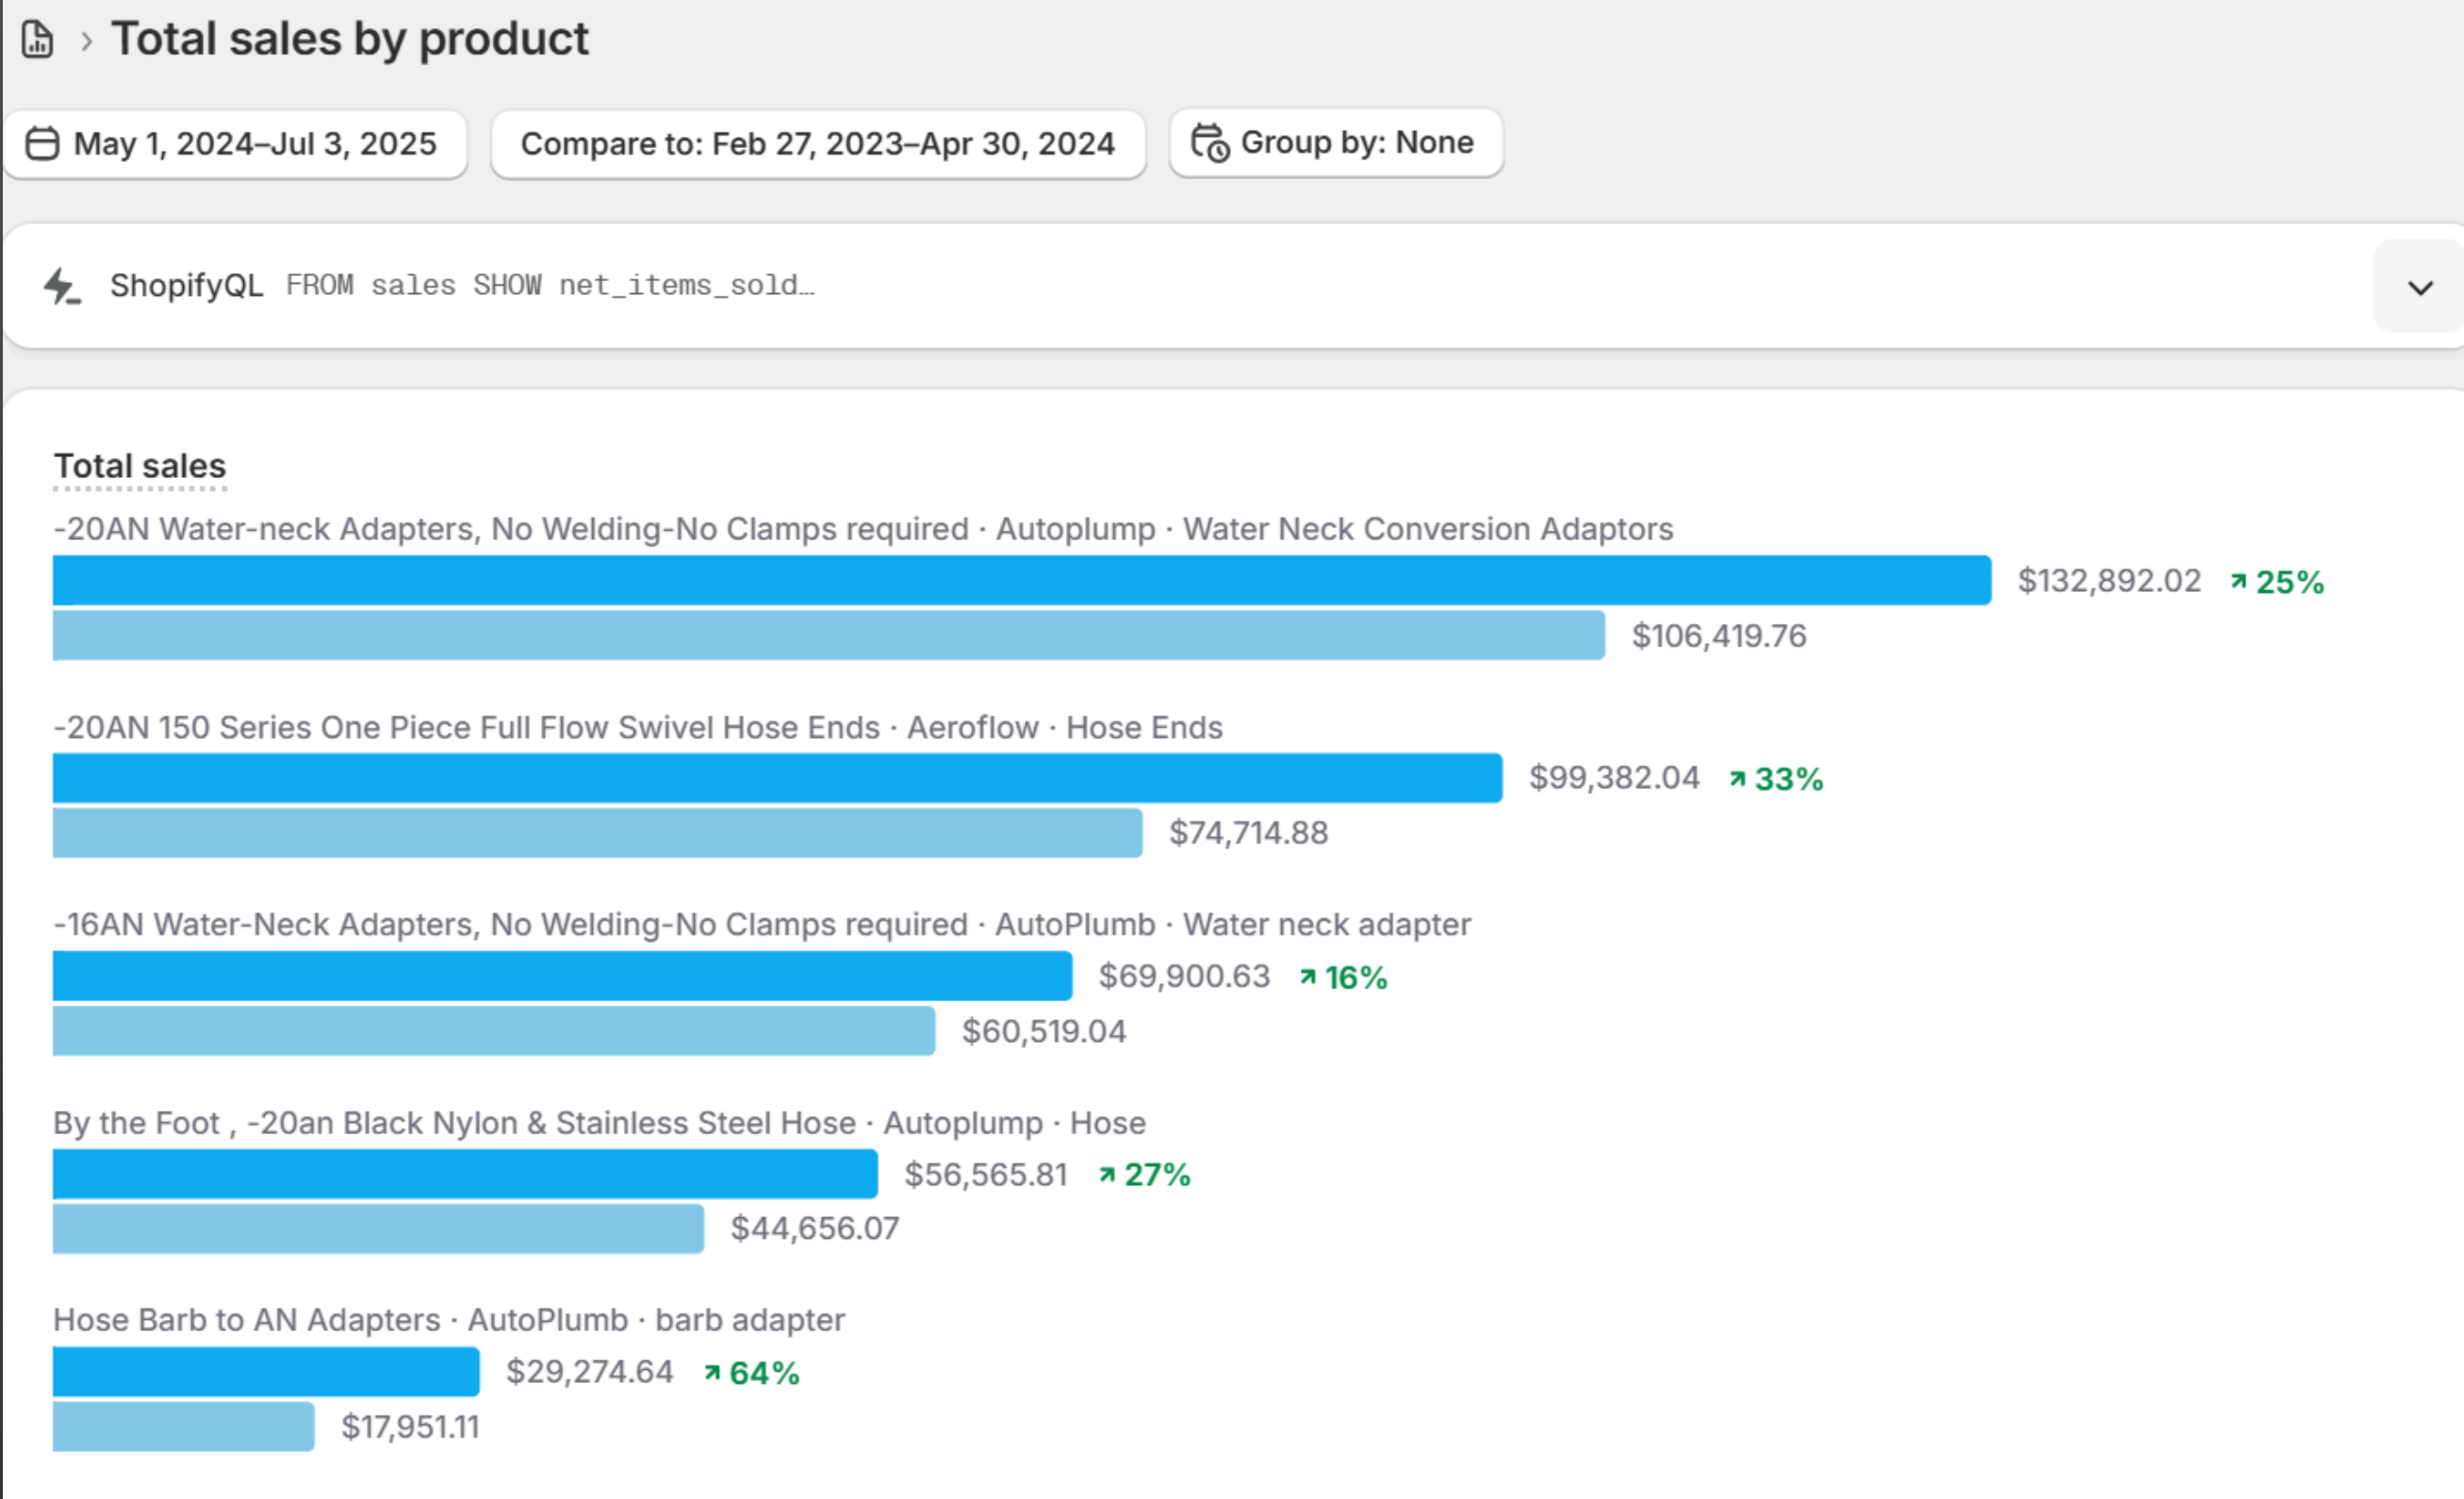 Total sales by product
May 1, 2024–Jul 3, 2025
Compare to: Feb 27, 2023–Apr 30, 2024
Group by: None
ShopifyQL FROM sales SHOW net_items_sold…
Total sales
-20AN Water-neck Adapters, No Welding-No Clamps required · Autoplump · Water Neck Conversion Adaptors
$132,892.02 25%
$106,419.76
-20AN 150 Series One Piece Full Flow Swivel Hose Ends · Aeroflow · Hose Ends
$99,382.04 33%
$74,714.88
-16AN Water-Neck Adapters, No Welding-No Clamps required · AutoPlumb · Water neck adapter
$69,900.63 16%
$60,519.04
By the Foot , -20an Black Nylon & Stainless Steel Hose · Autoplump · Hose
$56,565.81 27%
$44,656.07
Hose Barb to AN Adapters · AutoPlumb · barb adapter
$29,274.64 64%
$17,951.11